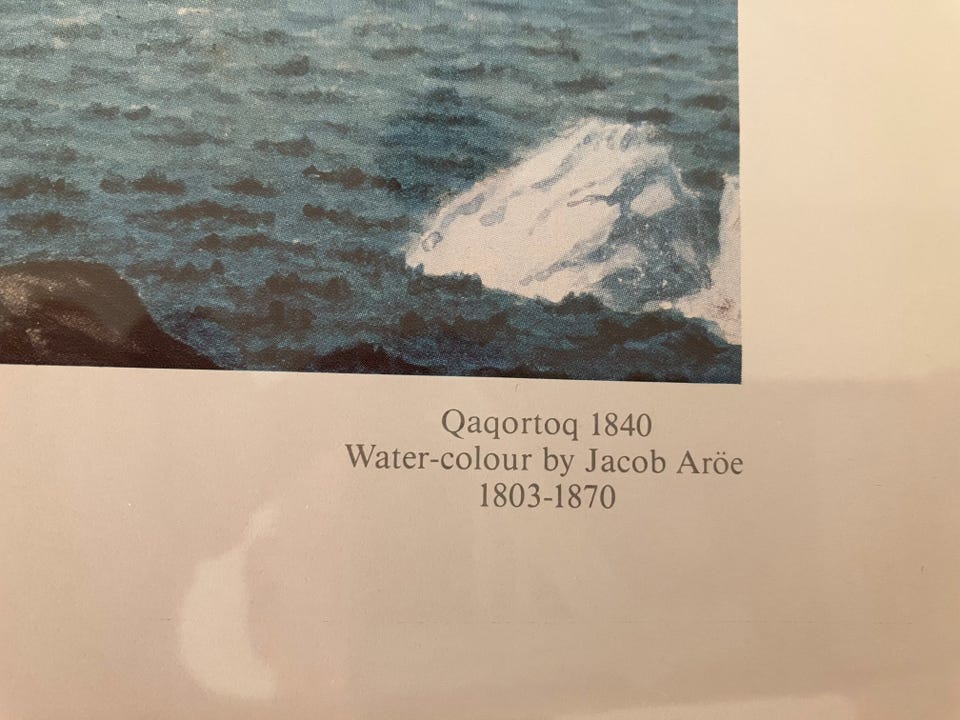 Qaqortoq 1840
Water-colour by Jacob Aröe
1803-1870